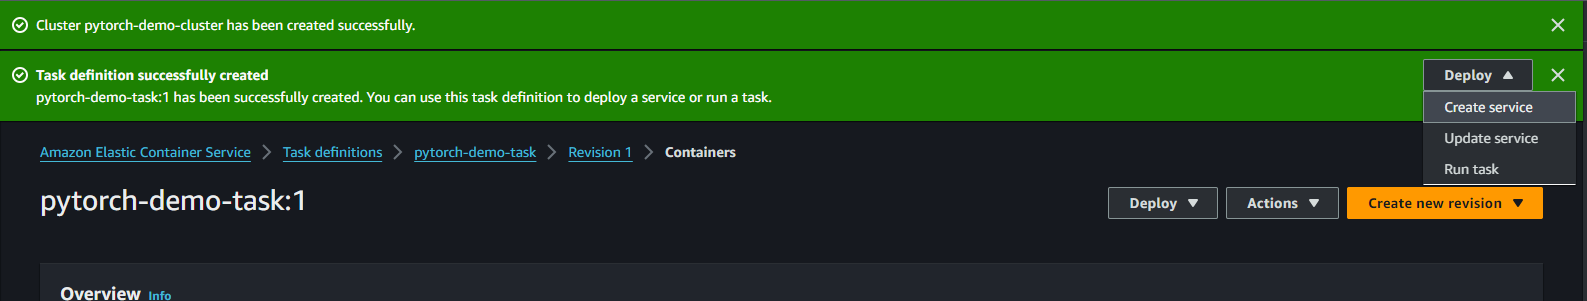 Cluster pytorch-demo-cluster has been created successfully.
Task definition successfully created
pytorch-demo-task:1 has been successfully created. You can use this task definition to deploy a service or run a task.
Deploy
Create service
Update service
Run task
Amazon Elastic Container Service
Task definitions
pytorch-demo-task
Revision 1
Containers
pytorch-demo-task:1
Deploy
Actions
Create new revision
Overview Info